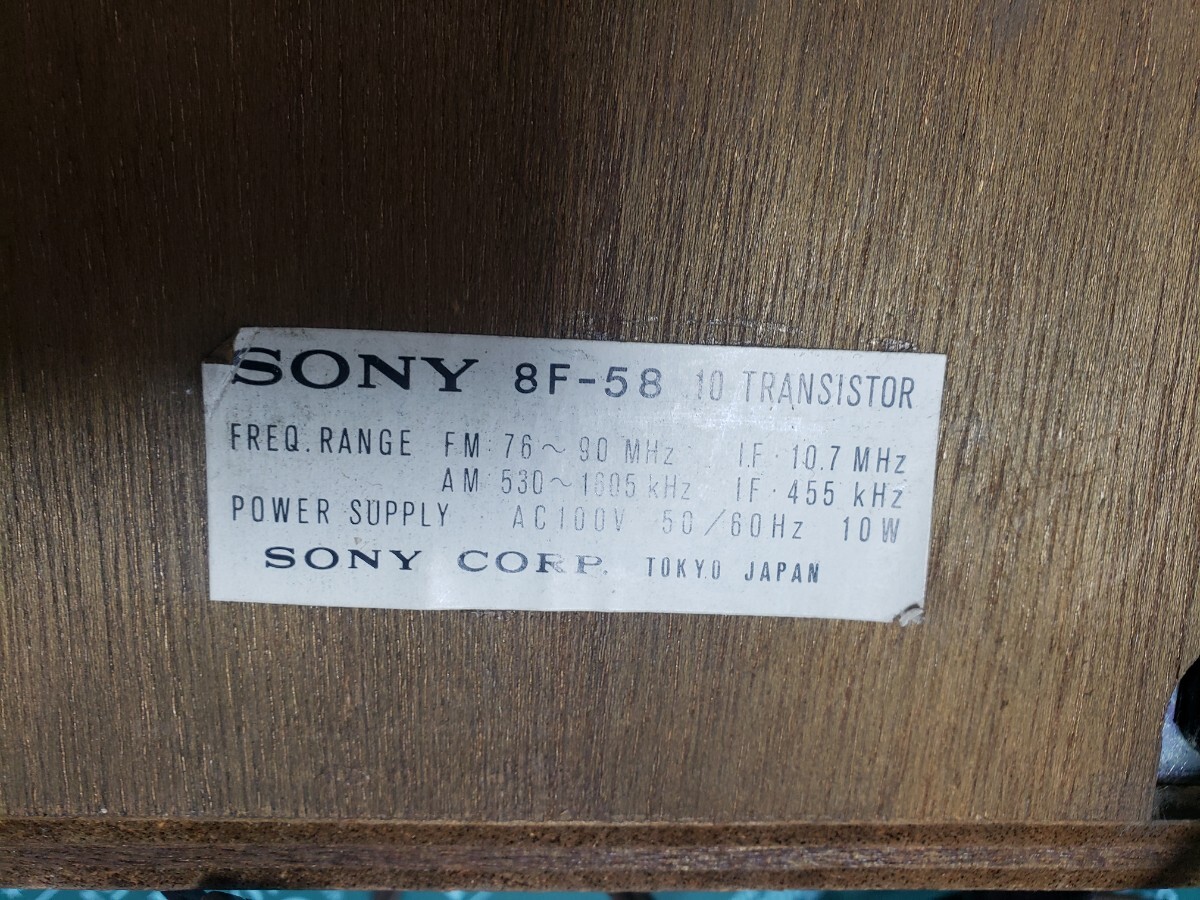 SONY 8F-58 10 TRANSISTOR
FREQ. RANGE FM 76~90 MHz I.F. 10.7 MHz
AM 530~1605 kHz IF. 455 kHz
POWER SUPPLY AC100V 50/60Hz 10W
SONY CORP. TOKYO JAPAN